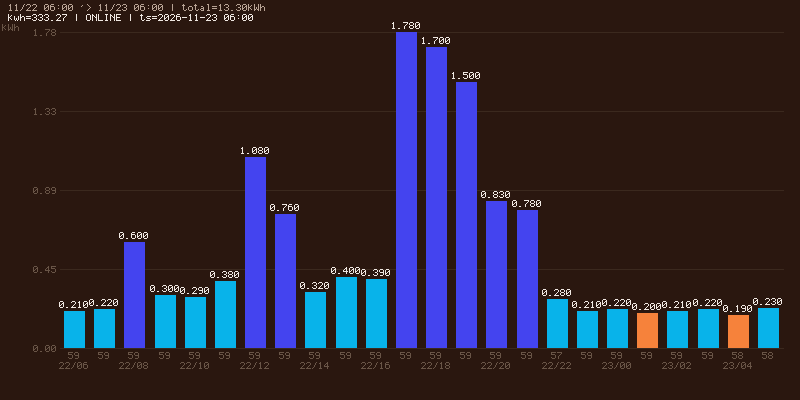 11/22 06:00 -> 11/23 06:00 | total=13.30kWh
Kwh=333.27 | ONLINE | ts=2026-11-23 06:00
kWh
1.78
1.33
0.89
0.45
0.00
0.210 0.220 0.600 0.300 0.290 0.380 1.080 0.760 0.320 0.400 0.390 1.780 1.700 1.500 0.830 0.780 0.280 0.210 0.220 0.200 0.210 0.220 0.190 0.230
59 59 59 59 59 59 59 59 59 59 59 59 59 59 59 59 57 59 59 59 59 59 58 58
22/06 22/08 22/10 22/12 22/14 22/16 22/18 22/20 22/22 23/00 23/02 23/04